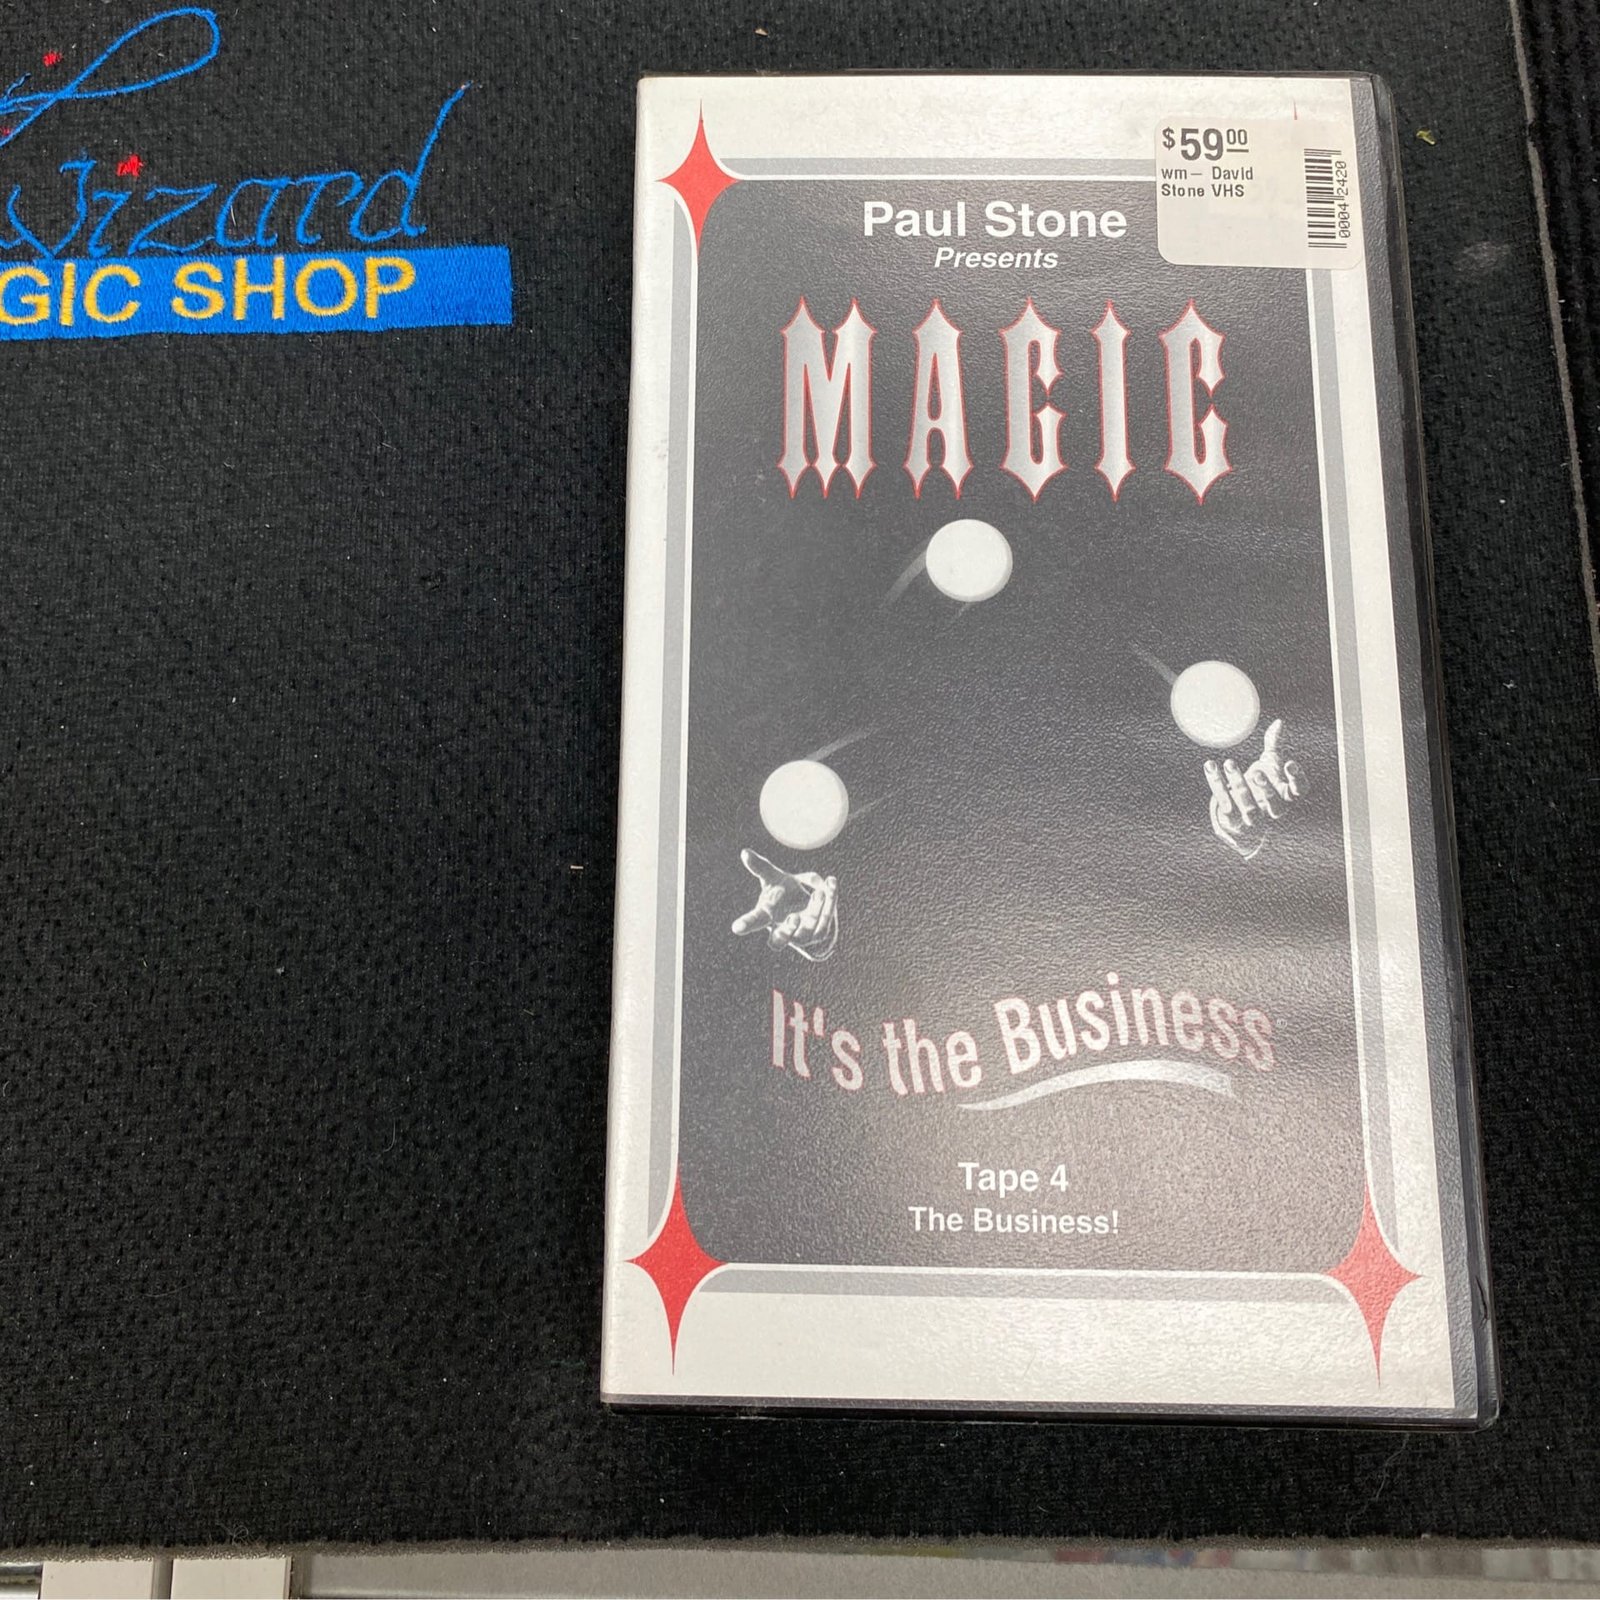 Wizard
GIC SHOP
$59.00
wm- David
Stone VHS
000412420
Paul Stone
Presents
MAGIC
It's the Business
Tape 4
The Business!